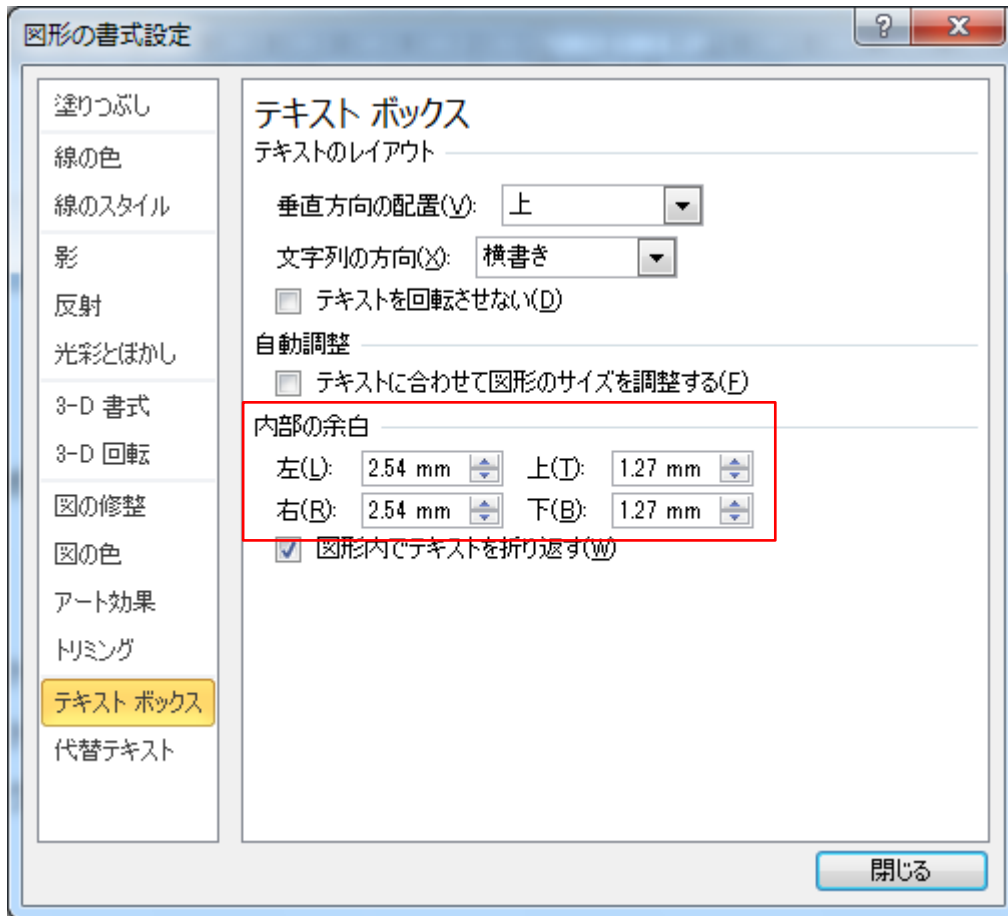 図形の書式設定
塗りつぶし
線の色
線のスタイル
影
反射
光彩とぼかし
3-D 書式
3-D 回転
図の修整
図の色
アート効果
トリミング
テキスト ボックス
代替テキスト
テキスト ボックス
テキストのレイアウト
垂直方向の配置(V): 上
文字列の方向(X): 横書き
テキストを回転させない(D)
自動調整
テキストに合わせて図形のサイズを調整する(F)
内部の余白
左(L): 2.54 mm 上(T): 1.27 mm
右(R): 2.54 mm 下(B): 1.27 mm
図形内でテキストを折り返す(W)
閉じる